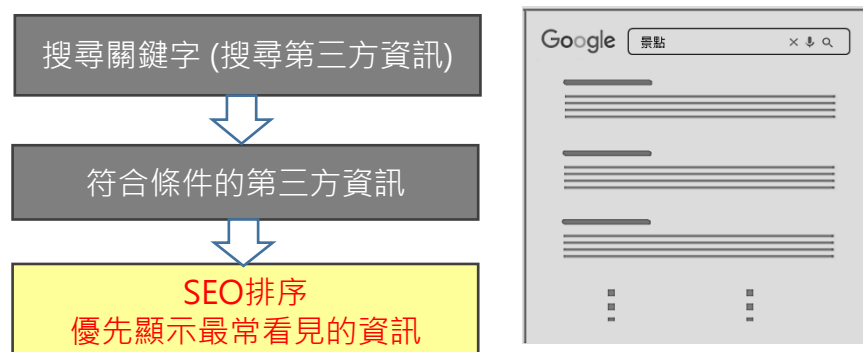 搜尋關鍵字 (搜尋第三方資訊)
符合條件的第三方資訊
SEO排序
優先顯示最常看見的資訊
Google 景點